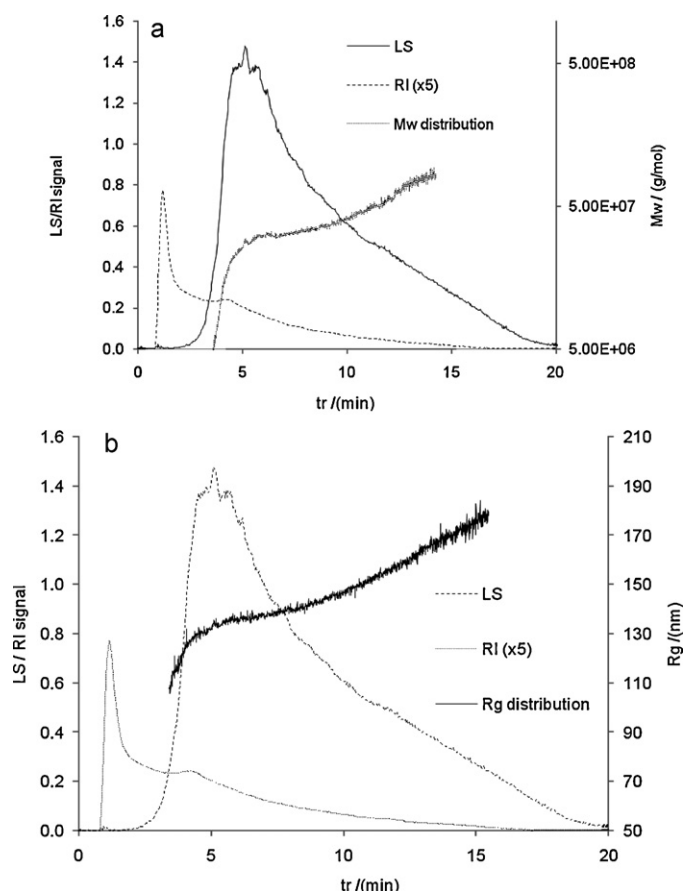 a
LS
RI (x5)
Mw distribution
LS/RI signal
1.6
1.4
1.2
1.0
0.8
0.6
0.4
0.2
0.0
5.00E+08
5.00E+07
5.00E+06
Mw / (g/mol)
0
5
10
15
20
tr /(min)
b
LS
RI (x5)
Rg distribution
LS / RI signal
1.6
1.4
1.2
1.0
0.8
0.6
0.4
0.2
0.0
210
190
170
150
130
110
90
70
50
Rg /(nm)
0
5
10
15
20
tr /(min)